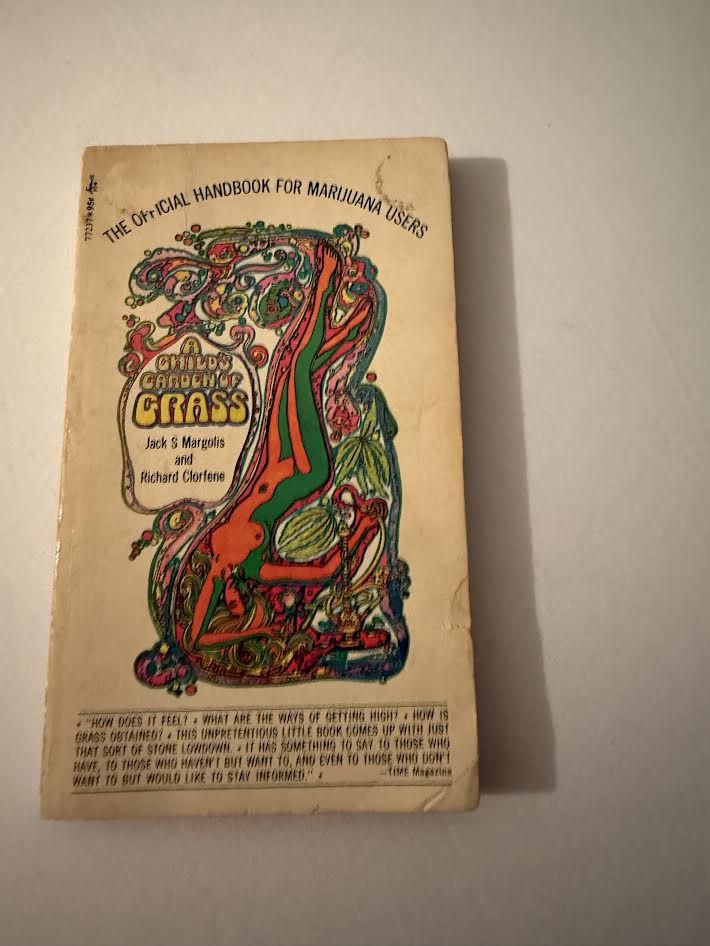 77237*95¢
THE OFFICIAL HANDBOOK FOR MARIJUANA USERS
A
CHILD'S
GARDEN OF
GRASS
Jack S Margolis
and
Richard Clorfene
• "HOW DOES IT FEEL? • WHAT ARE THE WAYS OF GETTING HIGH? • HOW IS
GRASS OBTAINED? • THIS UNPRETENTIOUS LITTLE BOOK COMES UP WITH JUST
THAT SORT OF STONE LOWDOWN. • IT HAS SOMETHING TO SAY TO THOSE WHO
HAVE, TO THOSE WHO HAVEN'T BUT WANT TO, AND EVEN TO THOSE WHO DON'T
WANT TO BUT WOULD LIKE TO STAY INFORMED." •
—TIME Magazine